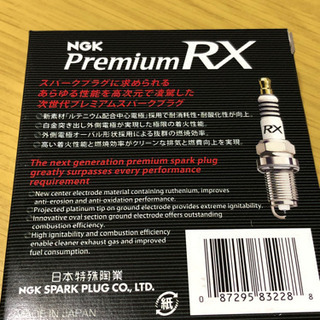 NGK
Premium RX
スパークプラグに求められる
あらゆる性能を高次元で凌駕した
次世代プレミアムスパークプラグ
●新素材「ルテニウム配合中心電極」採用で耐消耗性・耐酸化性が向上。
●白金突き出し外側電極が実現した極限の着火性能。
●外側電極オーバル形状採用による抜群の燃焼効率。
●高い着火性能と燃焼効率がクリーンな排気と燃費向上を実現。
RX
The next generation premium spark plug
greatly surpasses every performance
requirement
• New center electrode material containing ruthenium, improves
anti-erosion and anti-oxidation performance.
• Projected platinum tip on ground electrode provides extreme ignitability.
• Innovative oval section ground electrode offers outstanding
combustion efficiency.
• High ignitability and combustion efficiency
enable cleaner exhaust gas and improved
fuel consumption.
日本特殊陶業
NGK SPARK PLUG CO., LTD.
MADE IN JAPAN
紙
0 87295 83228 8